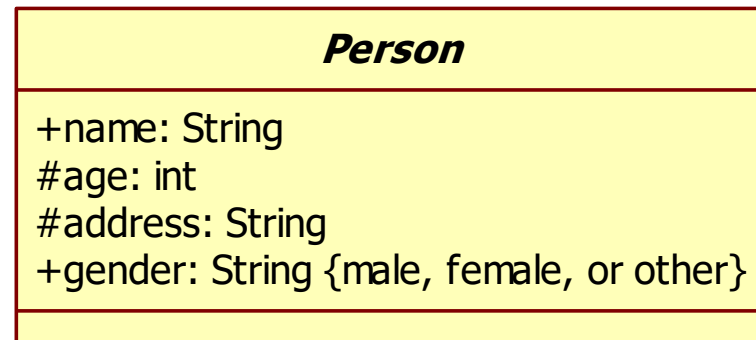 Person
+name: String
#age: int
#address: String
+gender: String {male, female, or other}